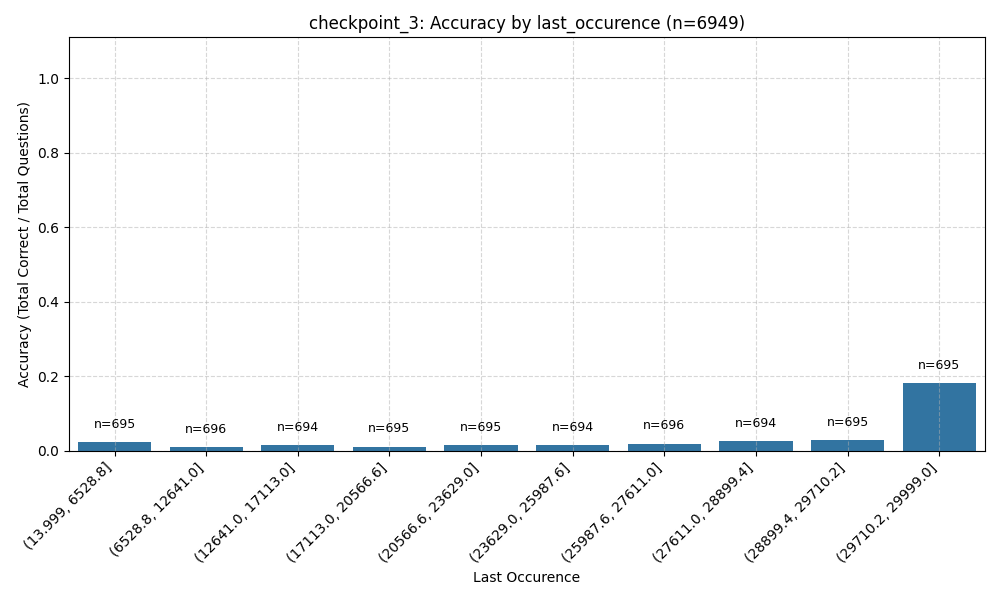 checkpoint_3: Accuracy by last_occurence (n=6949)
Accuracy (Total Correct / Total Questions)
1.0
0.8
0.6
0.4
0.2
0.0
n=695
n=696
n=694
n=695
n=695
n=694
n=696
n=694
n=695
n=695
(13.999, 6528.8]
(6528.8, 12641.0]
(12641.0, 17113.0]
(17113.0, 20566.6]
(20566.6, 23629.0]
(23629.0, 25987.6]
(25987.6, 27611.0]
(27611.0, 28899.4]
(28899.4, 29710.2]
(29710.2, 29999.0]
Last Occurence